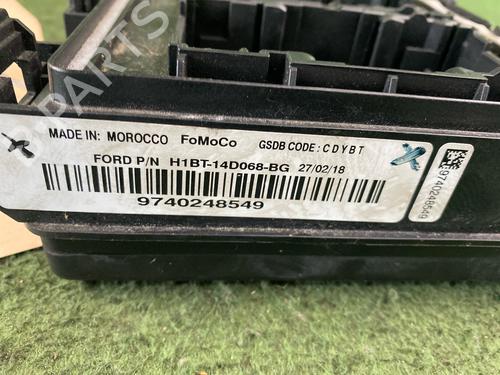 B-PARTS
MADE IN: MOROCCO FoMoCo GSDB CODE: CDYBT
FORD P/N H1BT-14D068-BG 27/02/18
9740248549
9740248549